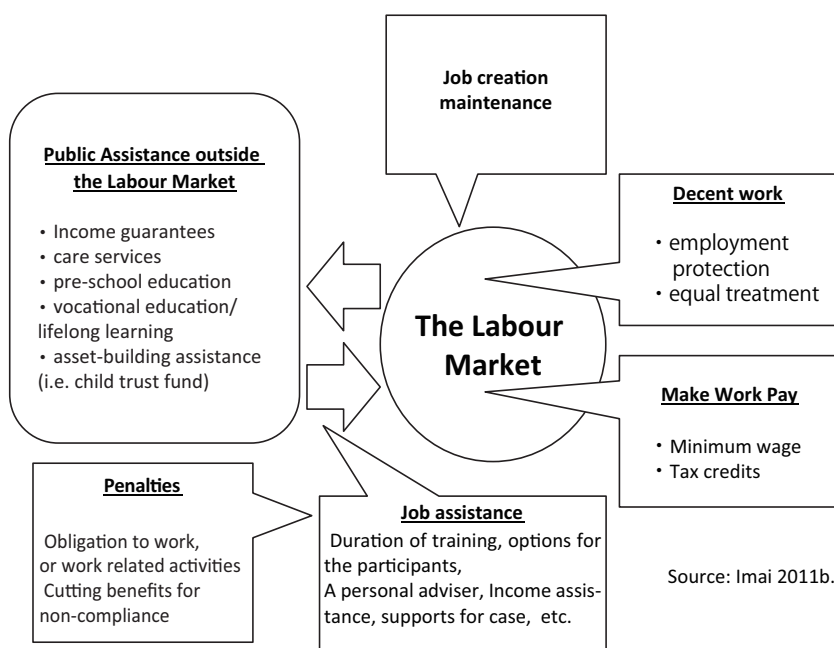 Job creation
maintenance
Public Assistance outside
the Labour Market
・Income guarantees
・care services
・pre-school education
・vocational education/
lifelong learning
・asset-building assistance
(i.e. child trust fund)
Decent work
・employment
protection
・equal treatment
The Labour
Market
Make Work Pay
・Minimum wage
・Tax credits
Penalties
Obligation to work,
or work related activities
Cutting benefits for
non-compliance
Job assistance
Duration of training, options for
the participants,
A personal adviser, Income assis-
tance, supports for case, etc.
Source: Imai 2011b.